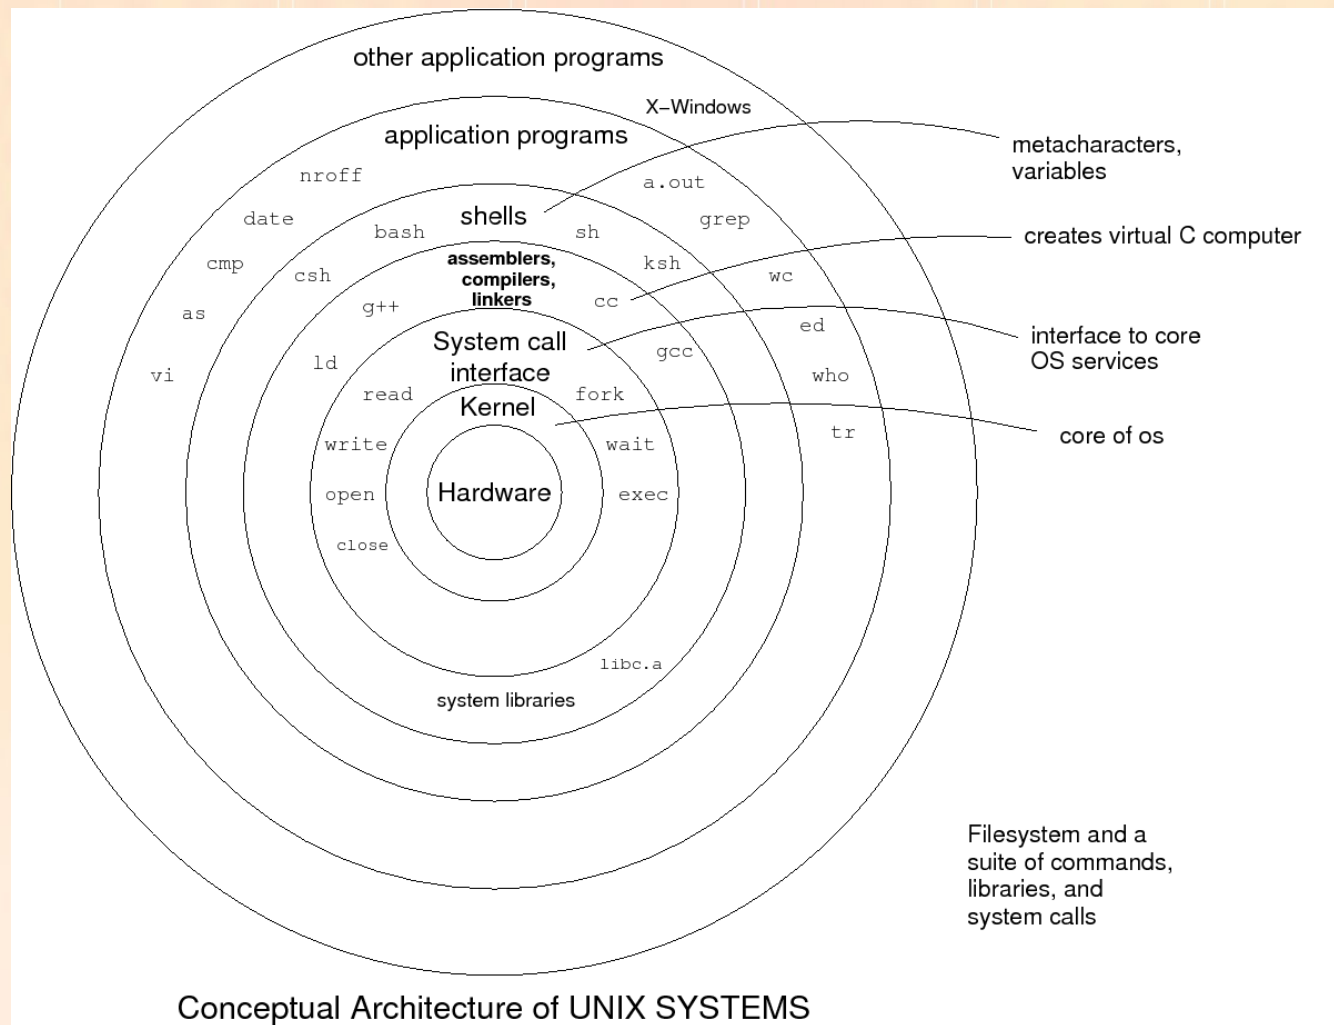 other application programs
X−Windows
application programs
metacharacters,
variables
nroff
a.out
date
shells
grep
bash
sh
creates virtual C computer
cmp
csh
assemblers,
compilers,
linkers
ksh
wc
as
g++
cc
ed
interface to core
OS services
System call
interface
ld
gcc
vi
who
read
Kernel
fork
core of os
write
wait
tr
open
Hardware
exec
close
libc.a
system libraries
Filesystem and a
suite of commands,
libraries, and
system calls
Conceptual Architecture of UNIX SYSTEMS